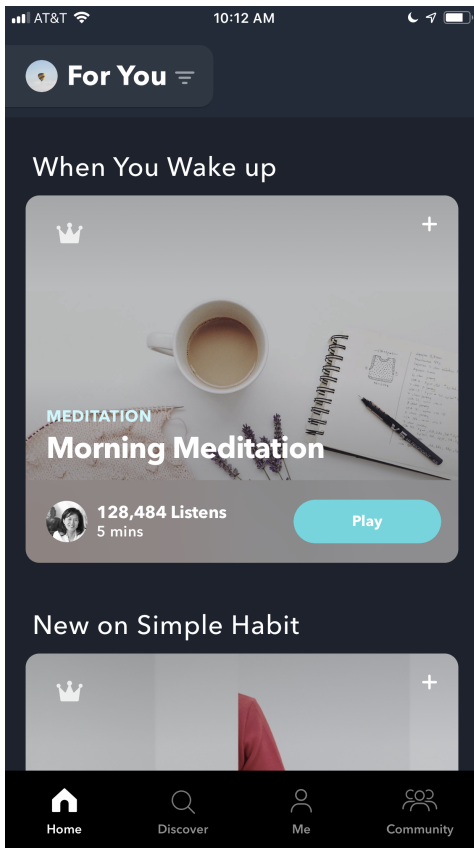 AT&T
10:12 AM
For You
When You Wake up
MEDITATION
Morning Meditation
128,484 Listens
5 mins
Play
New on Simple Habit
Home
Discover
Me
Community